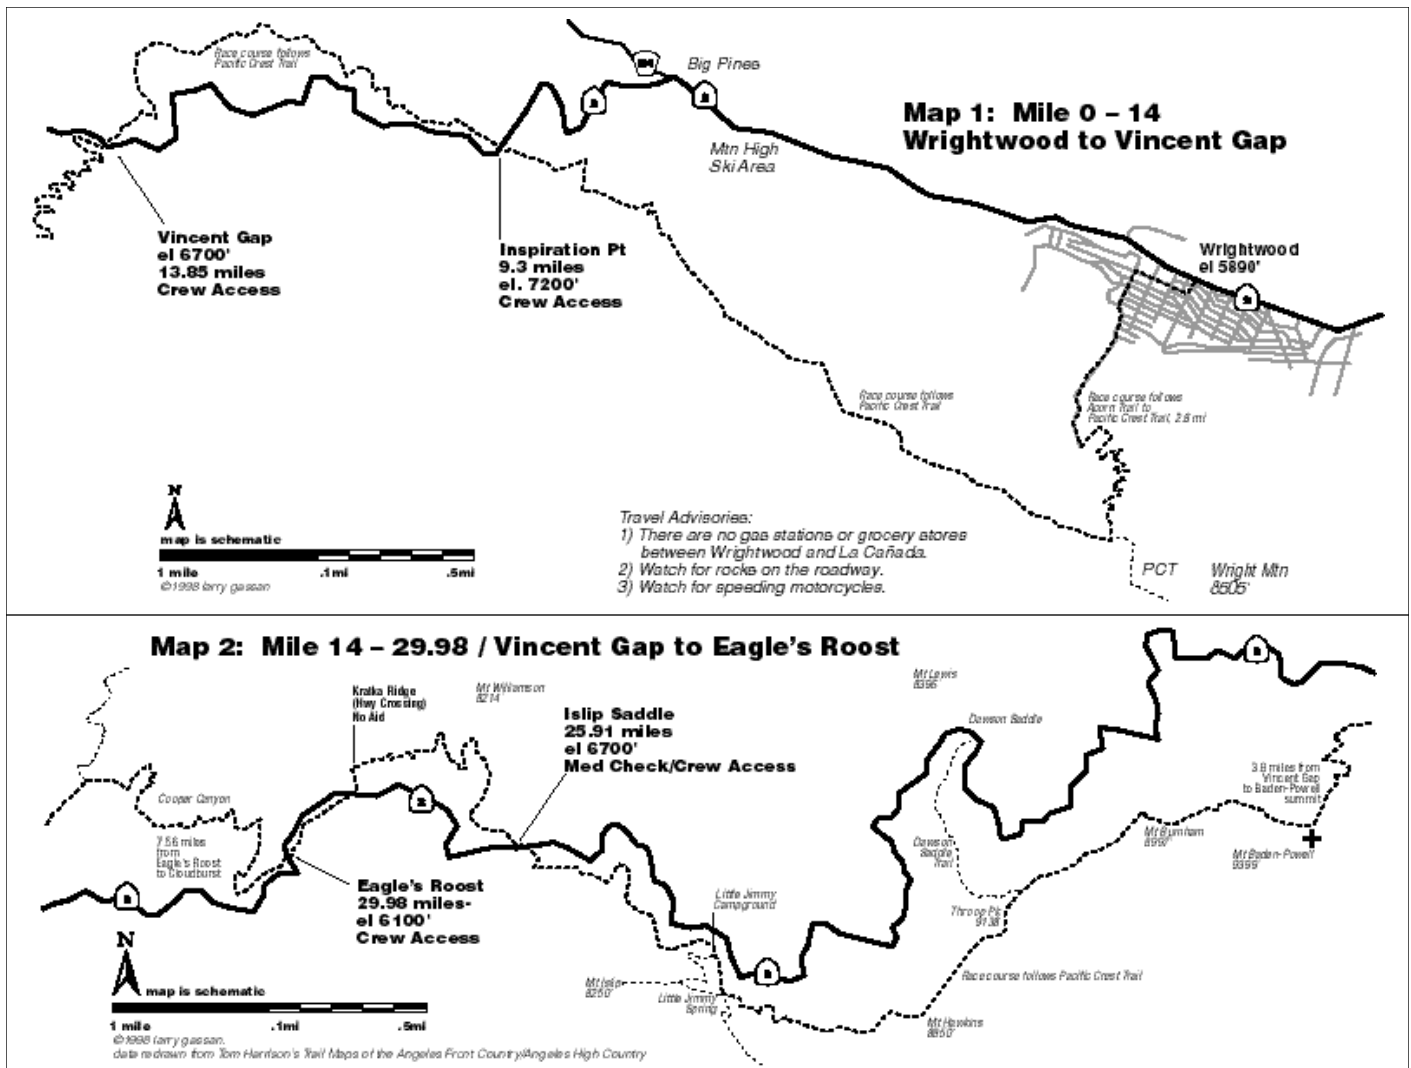 Race course follows
Pacific Crest Trail
Big Pines
Map 1: Mile 0 – 14
Wrightwood to Vincent Gap
Mtn High
Ski Area
Vincent Gap
el 6700'
13.85 miles
Crew Access
Inspiration Pt
9.3 miles
el. 7200'
Crew Access
Wrightwood
el 5890'
2
2
2
Race course follows
Pacific Crest Trail
Race course follows
Acorn Trail to
Pacific Crest Trail, 2.8 mi
N
map is schematic
1 mile .1mi .5mi
©1998 larry gassan
Travel Advisories:
1) There are no gas stations or grocery stores
between Wrightwood and La Cañada.
2) Watch for rocks on the roadway.
3) Watch for speeding motorcycles.
PCT
Wright Mtn
8505'
Map 2: Mile 14 – 29.98 / Vincent Gap to Eagle's Roost
Kratka Ridge
(Hwy Crossing)
No Aid
Mt Williamson
8214'
Islip Saddle
25.91 miles
el 6700'
Med Check/Crew Access
Mt Lewis
8396'
Dawson Saddle
2
3.8 miles from
Vincent Gap
to Baden-Powell
summit
Cooper Canyon
2
7.56 miles
from
Eagle's Roost
to Cloudburst
Dawson
Saddle
Trail
Mt Burnham
Mt Baden-Powell
9399'
Eagle's Roost
29.98 miles-
el 6100'
Crew Access
2
Little Jimmy
Campground
Throop Pk
9138'
2
Mt Islip
8250'
Little Jimmy
Spring
Race course follows Pacific Crest Trail
Mt Hawkins
8850'
N
map is schematic
1 mile .1mi .5mi
©1998 larry gassan.
data redrawn from Tom Harrison's Trail Maps of the Angeles Front Country/Angeles High Country